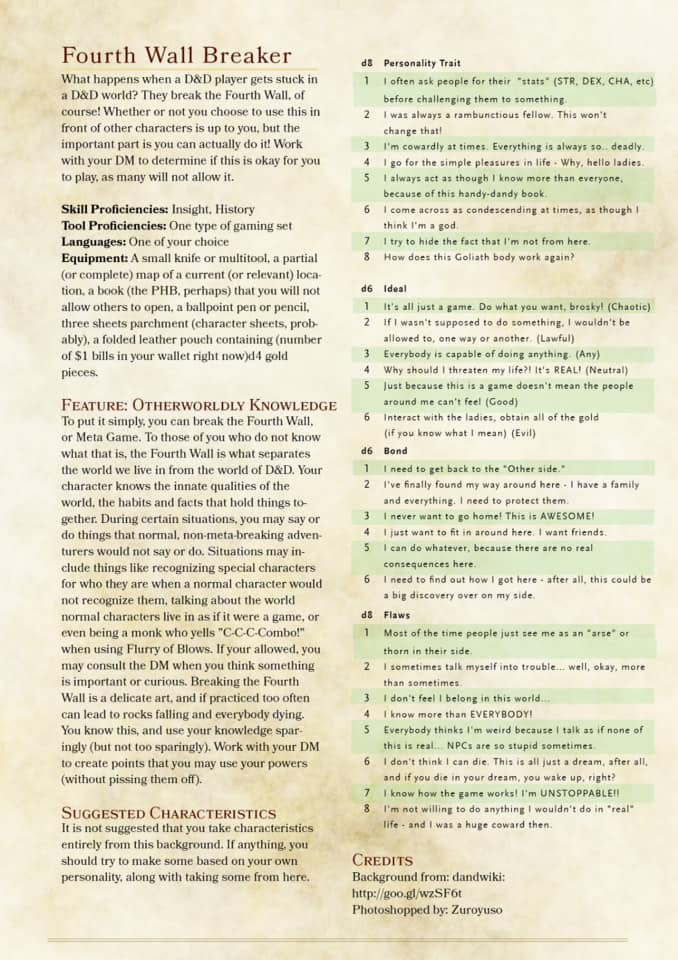 Fourth Wall Breaker
What happens when a D&D player gets stuck in
a D&D world? They break the Fourth Wall, of
course! Whether or not you choose to use this in
front of other characters is up to you, but the
important part is you can actually do it! Work
with your DM to determine if this is okay for you
to play, as many will not allow it.
Skill Proficiencies: Insight, History
Tool Proficiencies: One type of gaming set
Languages: One of your choice
Equipment: A small knife or multitool, a partial
(or complete) map of a current (or relevant) loca-
tion, a book (the PHB, perhaps) that you will not
allow others to open, a ballpoint pen or pencil,
three sheets parchment (character sheets, prob-
ably), a folded leather pouch containing (number
of $1 bills in your wallet right now)d4 gold
pieces.
Feature: Otherworldly Knowledge
To put it simply, you can break the Fourth Wall,
or Meta Game. To those of you who do not know
what that is, the Fourth Wall is what separates
the world we live in from the world of D&D. Your
character knows the innate qualities of the
world, the habits and facts that hold things to-
gether. During certain situations, you may say or
do things that normal, non-meta-breaking adven-
turers would not say or do. Situations may in-
clude things like recognizing special characters
for who they are when a normal character would
not recognize them, talking about the world
normal characters live in as if it were a game, or
even being a monk who yells "C-C-C-Combo!"
when using Flurry of Blows. If your allowed, you
may consult the DM when you think something
is important or curious. Breaking the Fourth
Wall is a delicate art, and if practiced too often
can lead to rocks falling and everybody dying.
You know this, and use your knowledge spar-
ingly (but not too sparingly). Work with your DM
to create points that you may use your powers
(without pissing them off).
Suggested Characteristics
It is not suggested that you take characteristics
entirely from this background. If anything, you
should try to make some based on your own
personality, along with taking some from here.
d8 Personality Trait
1 I often ask people for their "stats" (STR, DEX, CHA, etc)
before challenging them to something.
2 I was always a rambunctious fellow. This won't
change that!
3 I'm cowardly at times. Everything is always so.. deadly.
4 I go for the simple pleasures in life - Why, hello ladies.
5 I always act as though I know more than everyone,
because of this handy-dandy book.
6 I come across as condescending at times, as though I
think I'm a god.
7 I try to hide the fact that I'm not from here.
8 How does this Goliath body work again?
d6 Ideal
1 It's all just a game. Do what you want, brosky! (Chaotic)
2 If I wasn't supposed to do something, I wouldn't be
allowed to, one way or another. (Lawful)
3 Everybody is capable of doing anything. (Any)
4 Why should I threaten my life?! It's REAL! (Neutral)
5 Just because this is a game doesn't mean the people
around me can't feel (Good)
6 Interact with the ladies, obtain all of the gold
(if you know what I mean) (Evil)
d6 Bond
1 I need to get back to the "Other side."
2 I've finally found my way around here - I have a family
and everything. I need to protect them.
3 I never want to go home! This is AWESOME!
4 I just want to fit in around here. I want friends.
5 I can do whatever, because there are no real
consequences here.
6 I need to find out how I got here - after all, this could be
a big discovery over on my side.
d8 Flaws
1 Most of the time people just see me as an "arse" or
thorn in their side.
2 I sometimes talk myself into trouble... well, okay, more
than sometimes.
3 I don't feel I belong in this world...
4 I know more than EVERYBODY!
5 Everybody thinks I'm weird because I talk as if none of
this is real... NPCs are so stupid sometimes.
6 I don't think I can die. This is all just a dream, after all,
and if you die in your dream, you wake up, right?
7 I know how the game works! I'm UNSTOPPABLE!!
8 I'm not willing to do anything I wouldn't do in "real"
life - and I was a huge coward then.
Credits
Background from: dandwiki:
http://goo.gl/wzSF6t
Photoshopped by: Zuroyuso